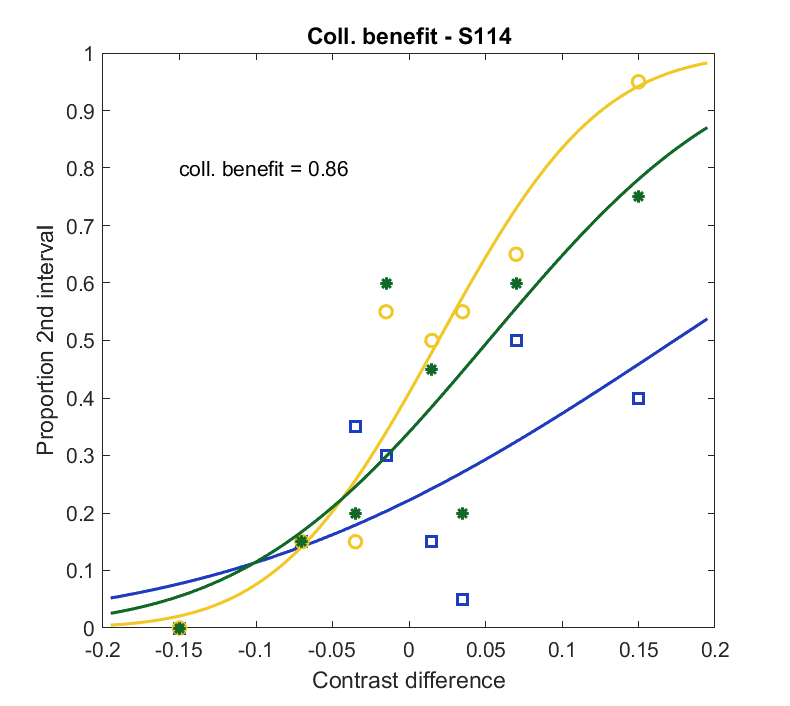 Coll. benefit - S114
1
0.9
0.8
0.7
0.6
0.5
0.4
0.3
0.2
0.1
0
coll. benefit = 0.86
Proportion 2nd interval
-0.2 -0.15 -0.1 -0.05 0 0.05 0.1 0.15 0.2
Contrast difference